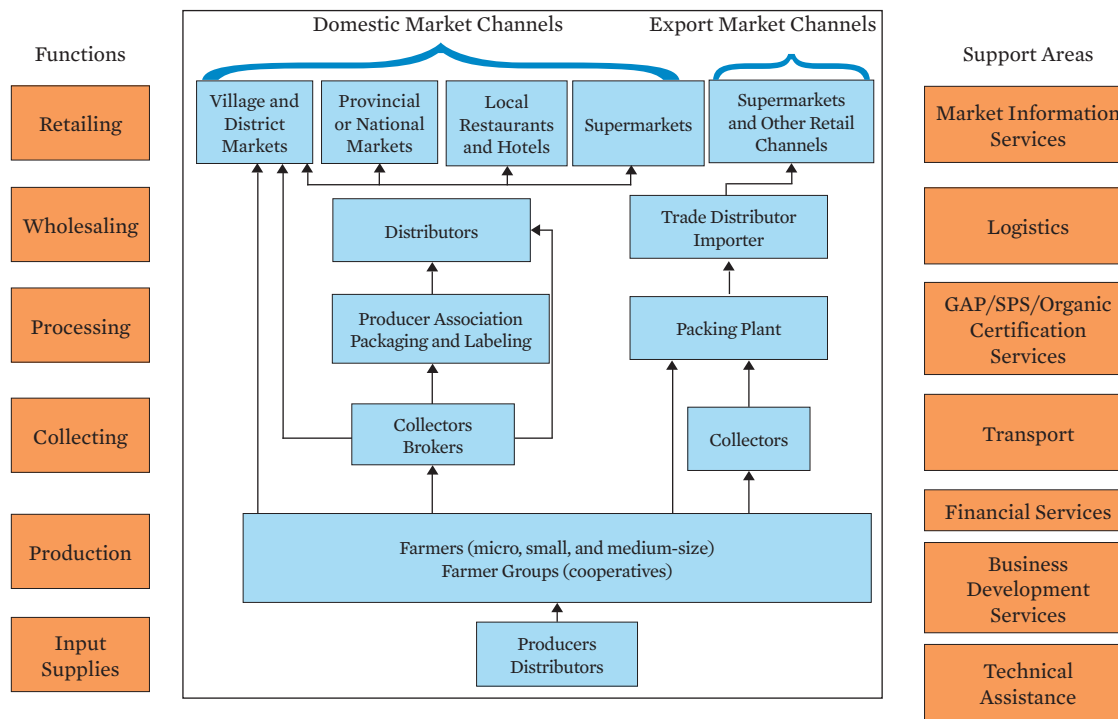 Domestic Market Channels
Export Market Channels
Functions
Support Areas
Retailing
Village and
District
Markets
Provincial
or National
Markets
Local
Restaurants
and Hotels
Supermarkets
Supermarkets
and Other Retail
Channels
Market Information
Services
Wholesaling
Distributors
Trade Distributor
Importer
Logistics
Processing
Producer Association
Packaging and Labeling
Packing Plant
GAP/SPS/Organic
Certification
Services
Collecting
Collectors
Brokers
Collectors
Transport
Financial Services
Production
Farmers (micro, small, and medium-size)
Farmer Groups (cooperatives)
Business
Development
Services
Input
Supplies
Producers
Distributors
Technical
Assistance